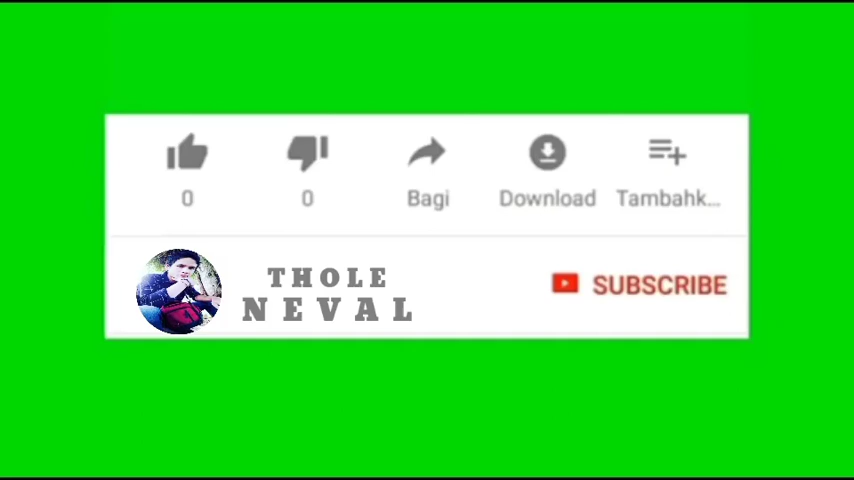 0 0 Bagi Download Tambahk...
THOLE
NEVAL
SUBSCRIBE